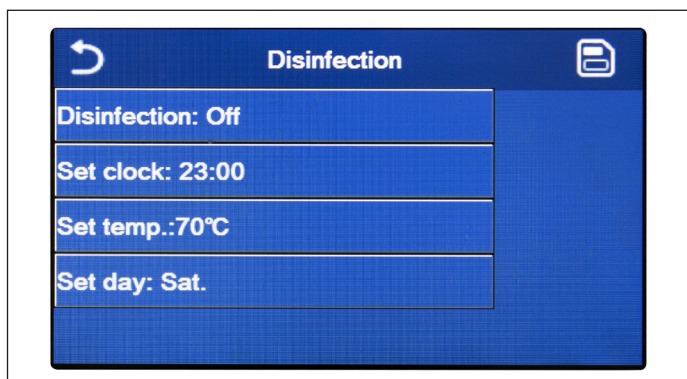 Disinfection
Disinfection: Off
Set clock: 23:00
Set temp.:70℃
Set day: Sat.